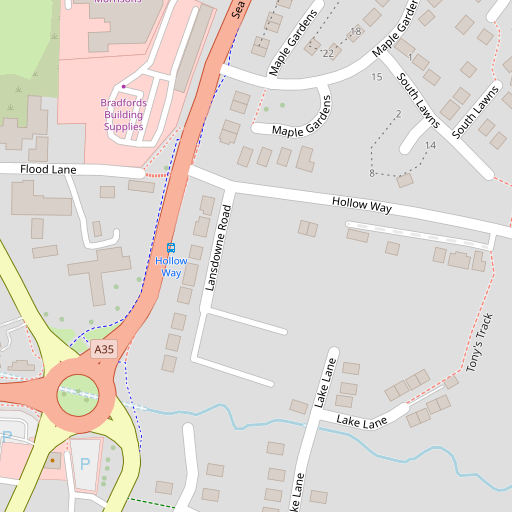 Morrisons
Sea
Maple Gardens
18
22
Maple Gardens
1
15
South Lawns
Bradfords
Building
Supplies
Maple Gardens
South Lawns
2
14
8
Flood Lane
Hollow Way
Lansdowne Road
Hollow
Way
A35
Tony's Track
Lake Lane
Lake Lane
P
P
ke Lane